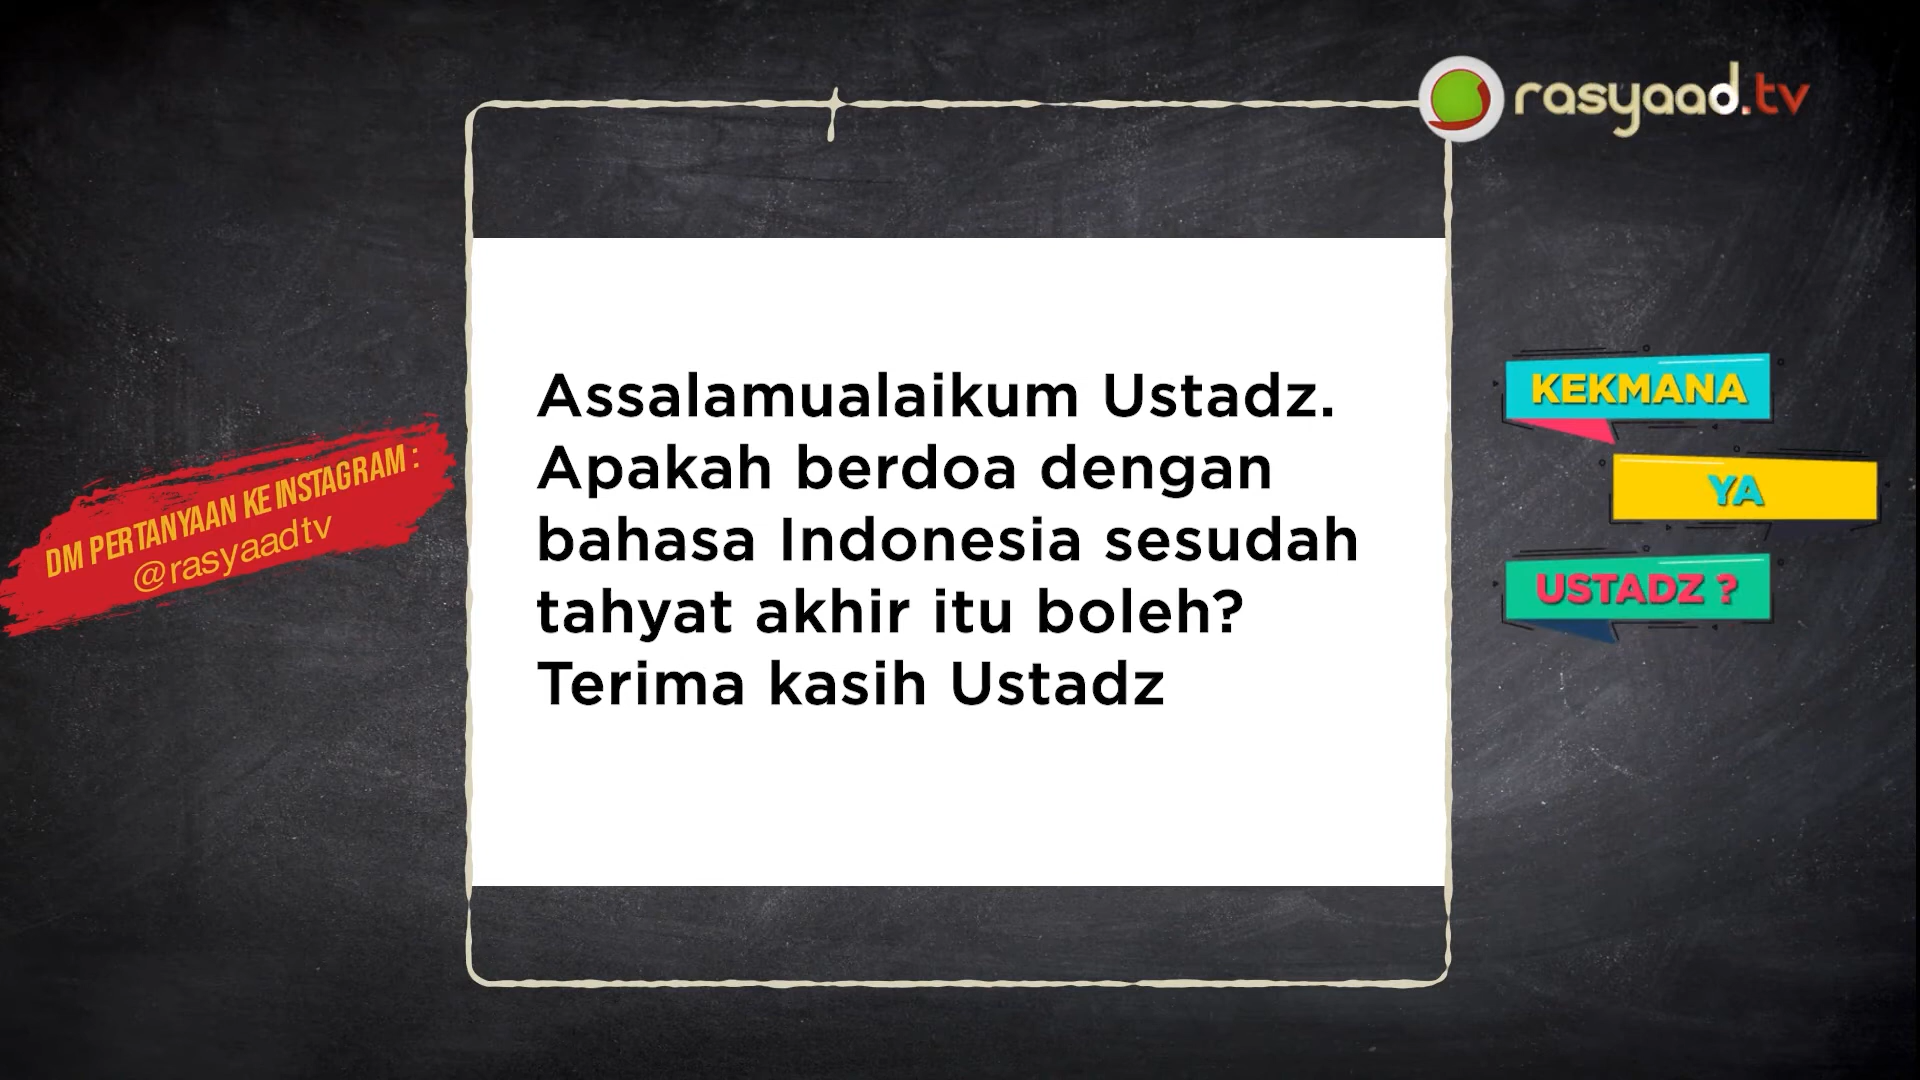 rasyaad.tv
Assalamualaikum Ustadz.
Apakah berdoa dengan
bahasa Indonesia sesudah
tahyat akhir itu boleh?
Terima kasih Ustadz
DM PERTANYAAN KE INSTAGRAM :
@rasyaadtv
KEKMANA
YA
USTADZ ?